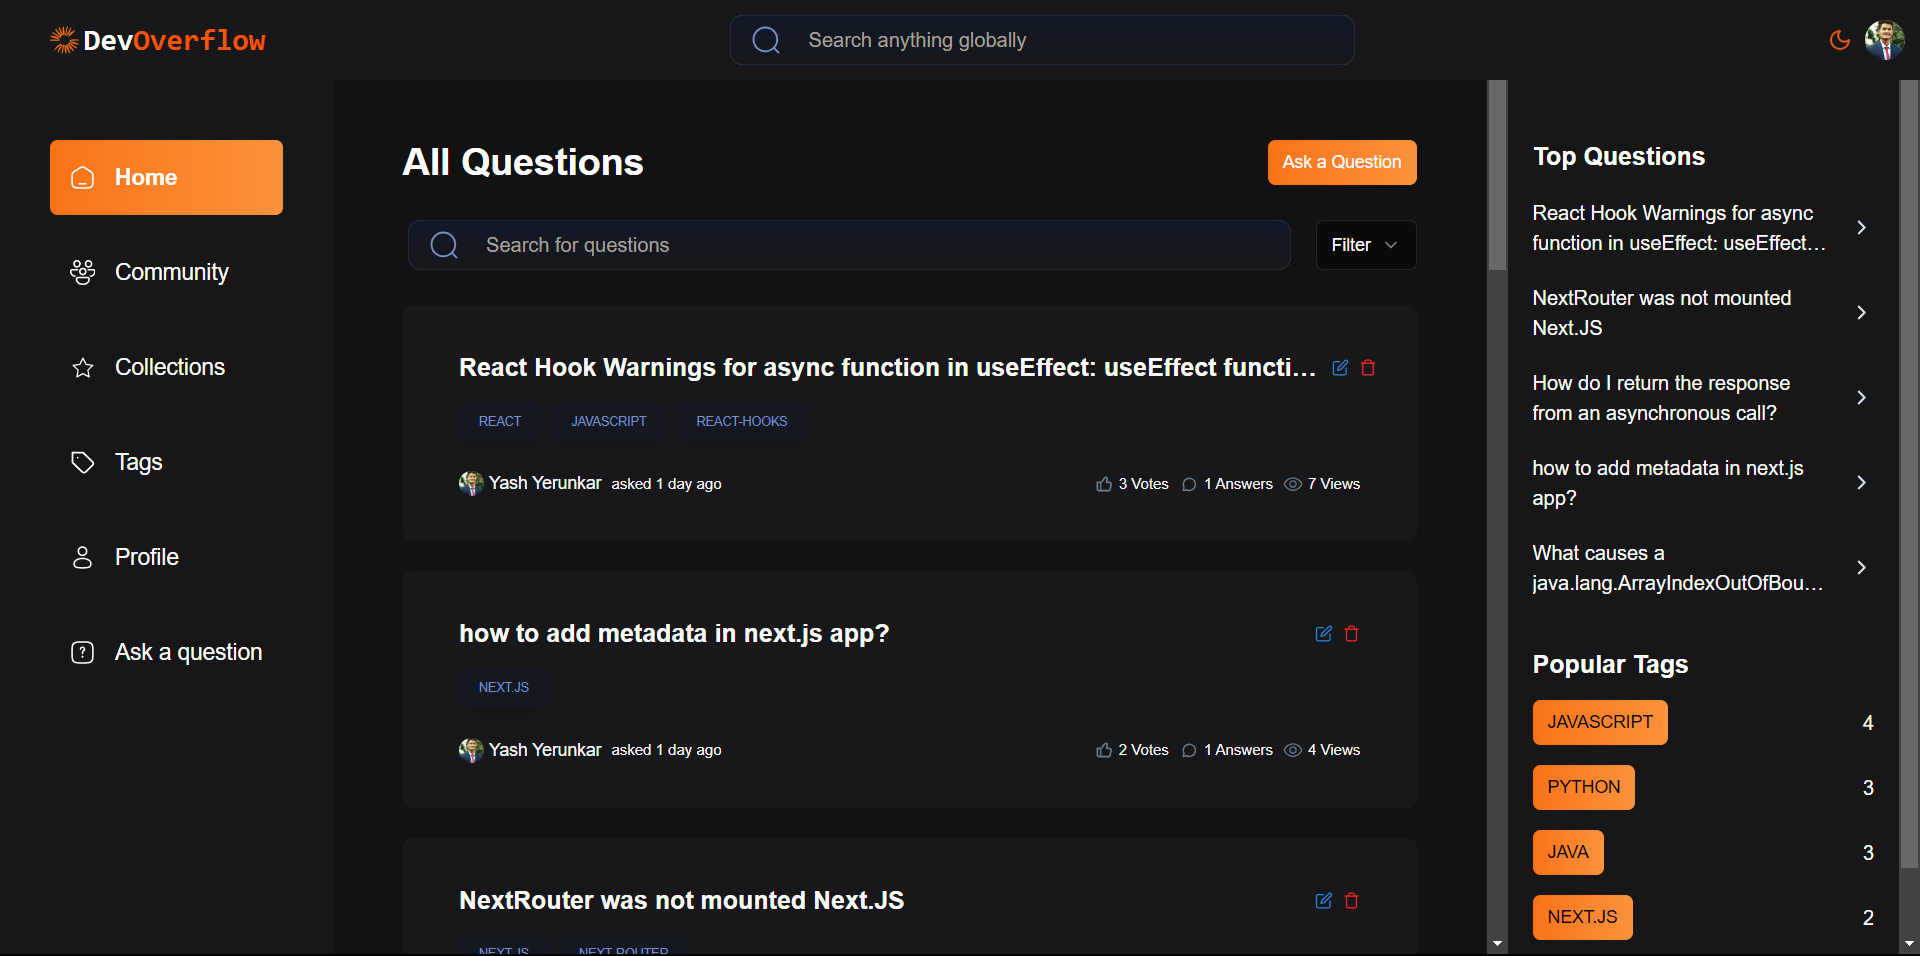 DevOverflow
Search anything globally
Home
Community
Collections
Tags
Profile
Ask a question
All Questions
Ask a Question
Search for questions
Filter
React Hook Warnings for async function in useEffect: useEffect functi...
REACT JAVASCRIPT REACT-HOOKS
Yash Yerunkar asked 1 day ago
3 Votes 1 Answers 7 Views
how to add metadata in next.js app?
NEXT.JS
Yash Yerunkar asked 1 day ago
2 Votes 1 Answers 4 Views
NextRouter was not mounted Next.JS
NEXT.JS NEXT ROUTER
Top Questions
React Hook Warnings for async
function in useEffect: useEffect...
NextRouter was not mounted
Next.JS
How do I return the response
from an asynchronous call?
how to add metadata in next.js
app?
What causes a
java.lang.ArrayIndexOutOfBou...
Popular Tags
JAVASCRIPT 4
PYTHON 3
JAVA 3
NEXT.JS 2